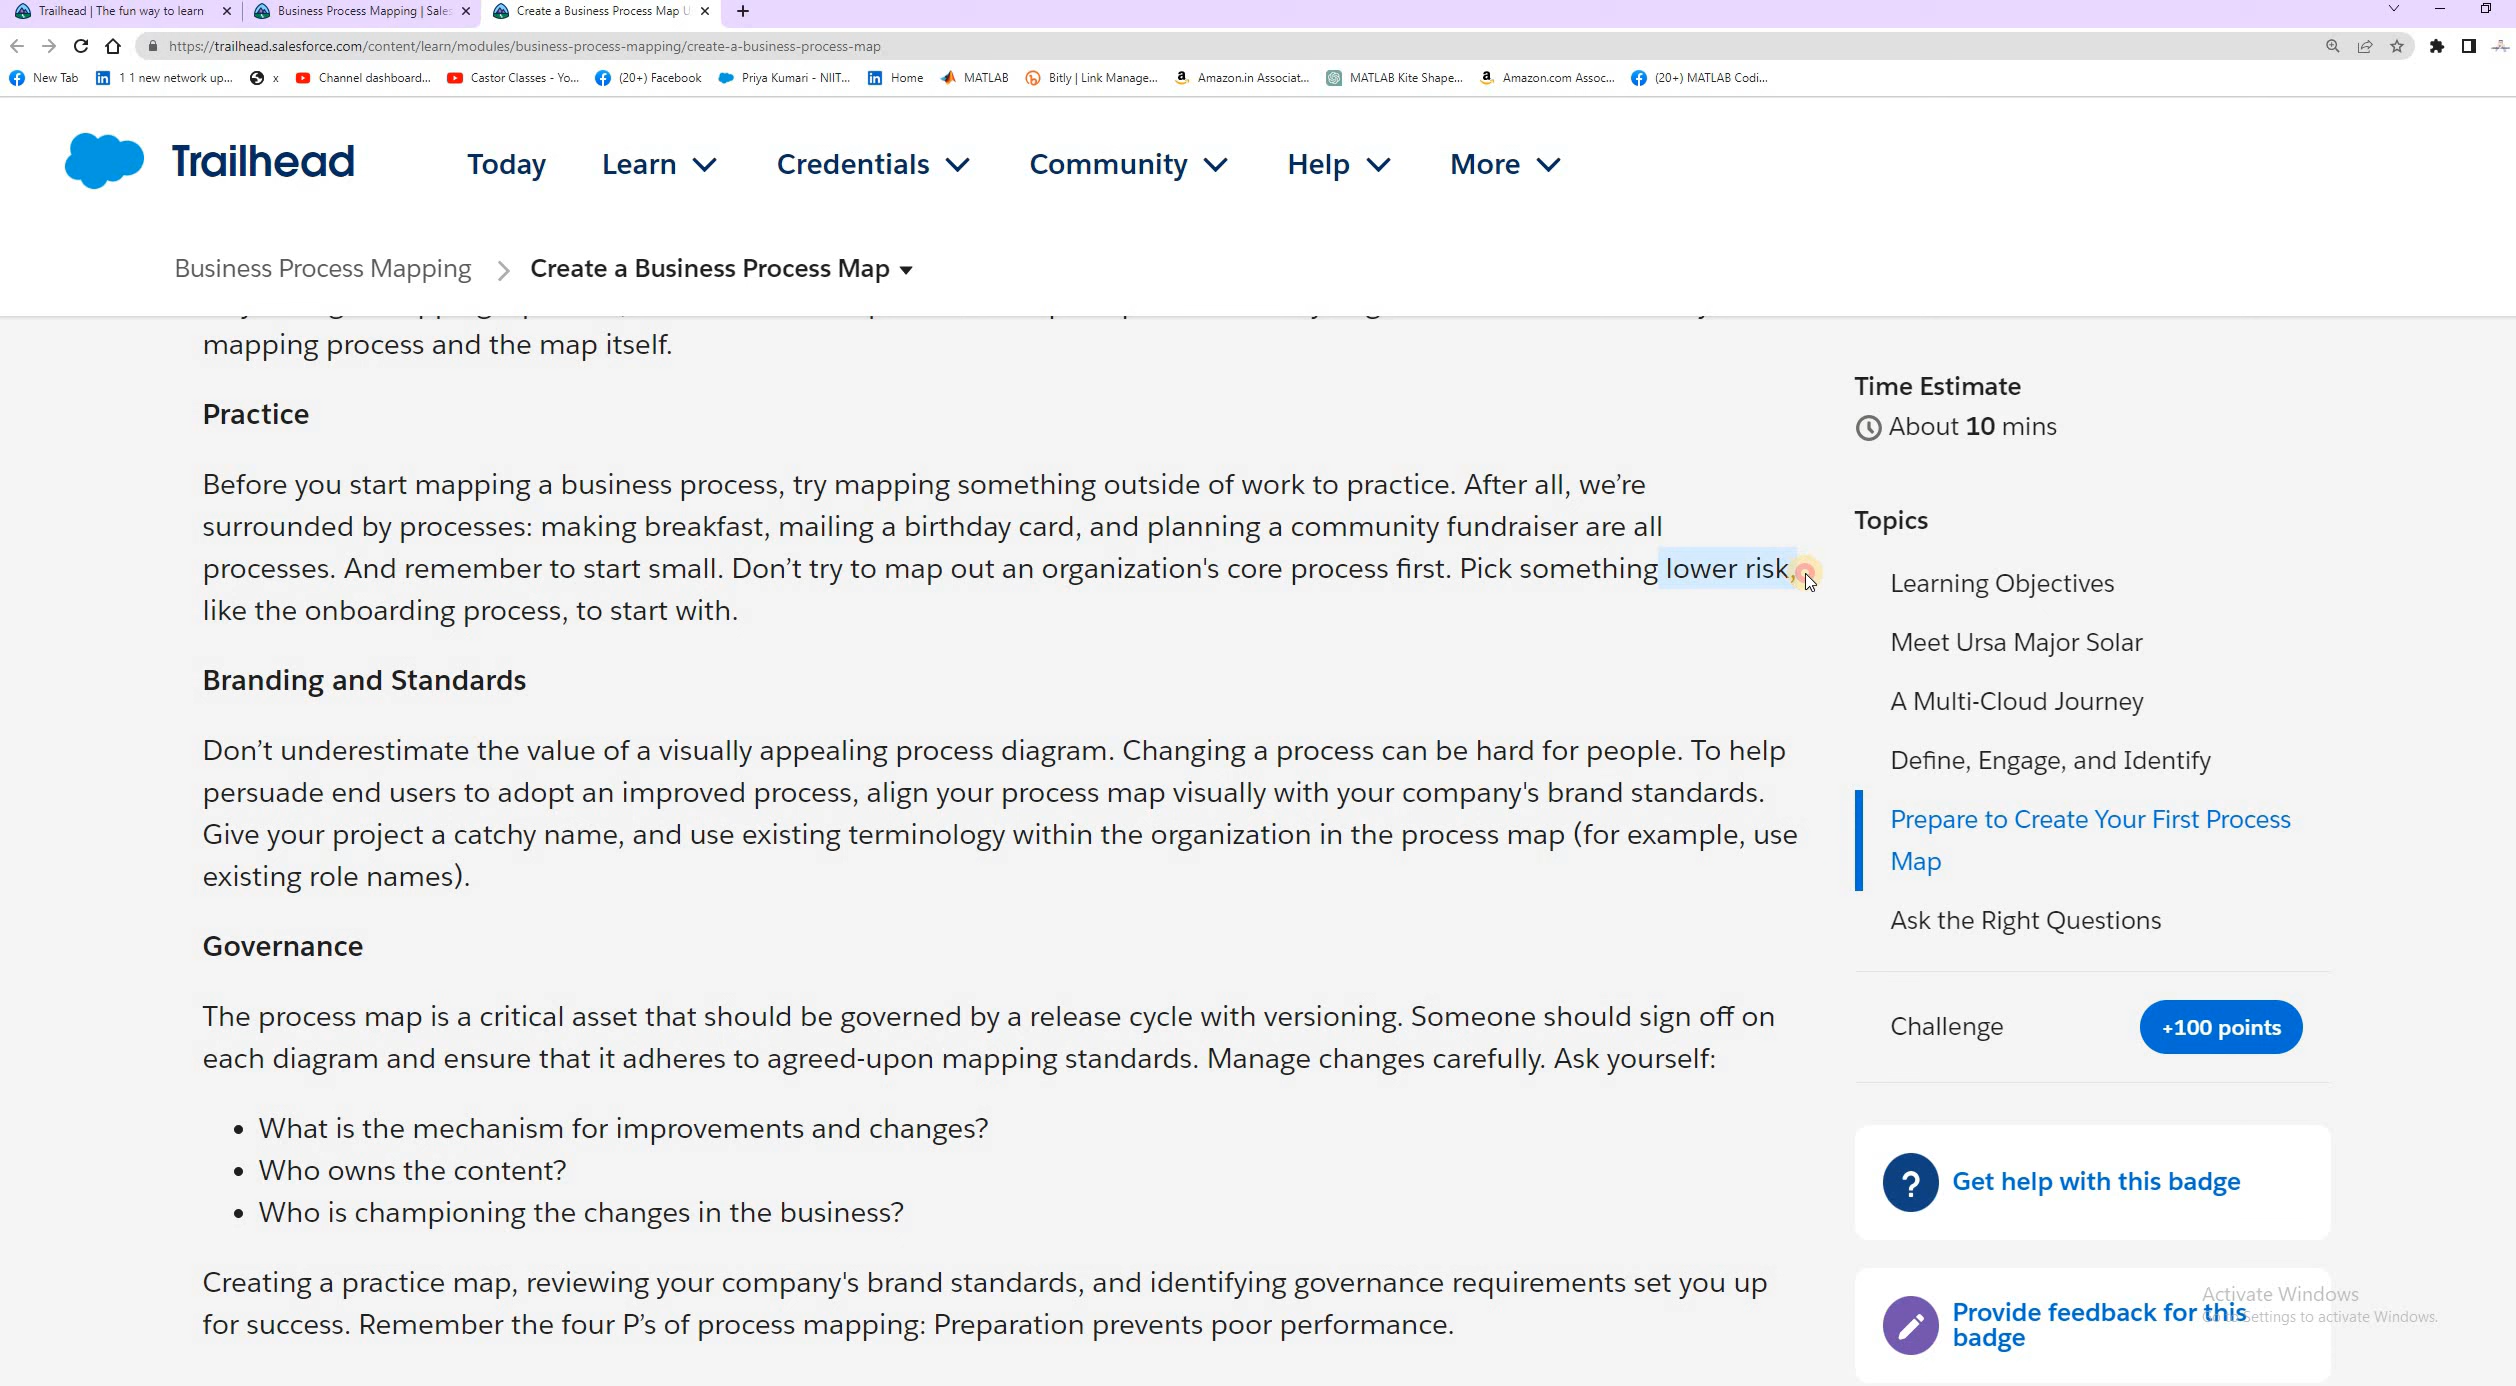 Trailhead | The fun way to learn
Business Process Mapping | Sales
Create a Business Process Map U
https://trailhead.salesforce.com/content/learn/modules/business-process-mapping/create-a-business-process-map
New Tab
1 1 new network up...
x
Channel dashboard...
Castor Classes - Yo...
(20+) Facebook
Priya Kumari - NIIT...
Home
MATLAB
Bitly | Link Manage...
Amazon.in Associat...
MATLAB Kite Shape...
Amazon.com Assoc...
(20+) MATLAB Codi...
Trailhead
Today
Learn
Credentials
Community
Help
More
Business Process Mapping
Create a Business Process Map
mapping process and the map itself.
Practice
Before you start mapping a business process, try mapping something outside of work to practice. After all, we’re
surrounded by processes: making breakfast, mailing a birthday card, and planning a community fundraiser are all
processes. And remember to start small. Don’t try to map out an organization's core process first. Pick something lower risk,
like the onboarding process, to start with.
Branding and Standards
Don’t underestimate the value of a visually appealing process diagram. Changing a process can be hard for people. To help
persuade end users to adopt an improved process, align your process map visually with your company's brand standards.
Give your project a catchy name, and use existing terminology within the organization in the process map (for example, use
existing role names).
Governance
The process map is a critical asset that should be governed by a release cycle with versioning. Someone should sign off on
each diagram and ensure that it adheres to agreed-upon mapping standards. Manage changes carefully. Ask yourself:
• What is the mechanism for improvements and changes?
• Who owns the content?
• Who is championing the changes in the business?
Creating a practice map, reviewing your company's brand standards, and identifying governance requirements set you up
for success. Remember the four P’s of process mapping: Preparation prevents poor performance.
Time Estimate
About 10 mins
Topics
Learning Objectives
Meet Ursa Major Solar
A Multi-Cloud Journey
Define, Engage, and Identify
Prepare to Create Your First Process
Map
Ask the Right Questions
Challenge
+100 points
? Get help with this badge
Provide feedback for this
badge
Activate Windows
Settings to activate Windows.